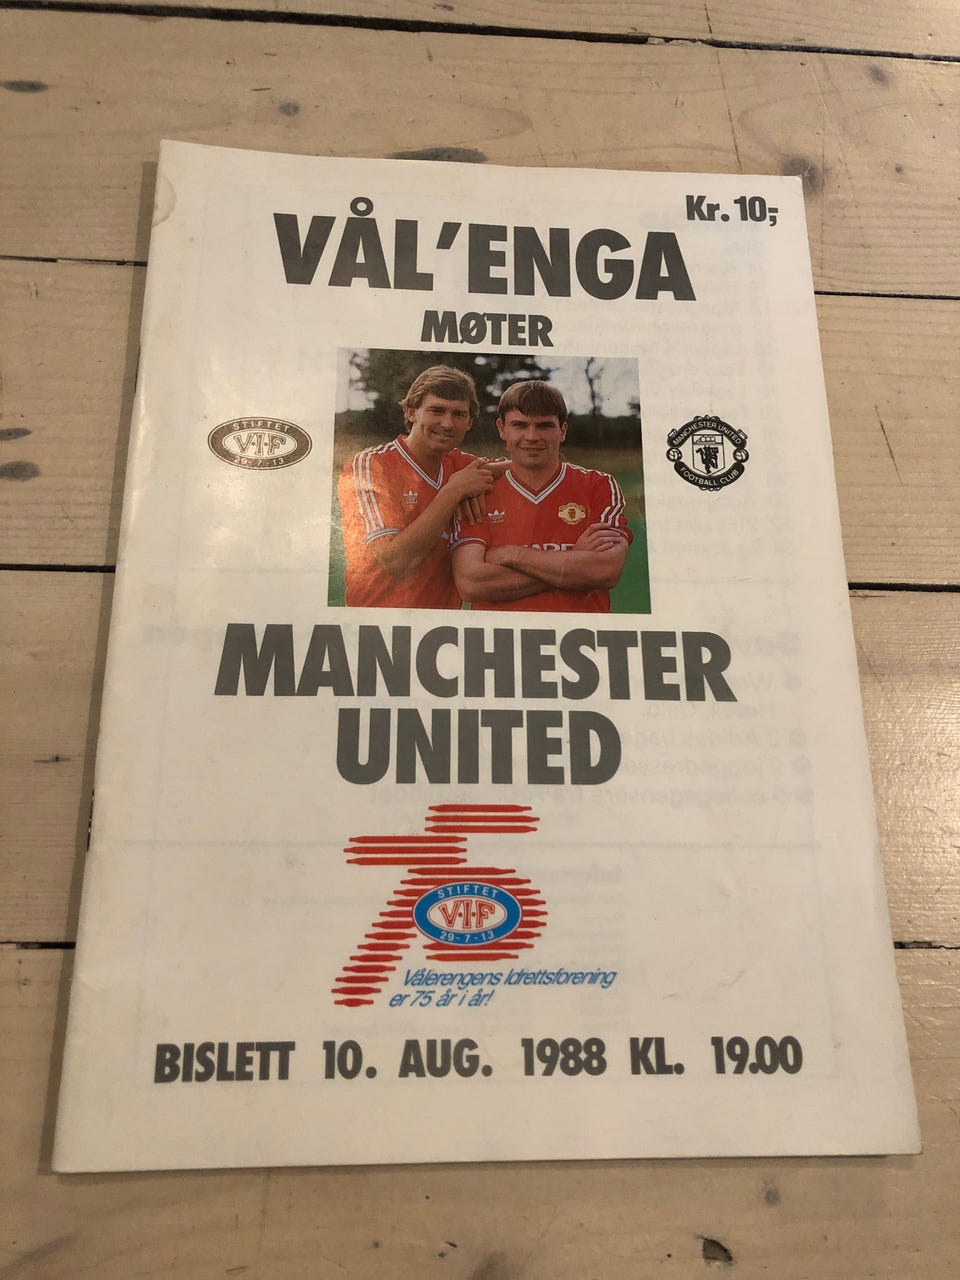 Kr. 10,-
VÅL'ENGA
MØTER
STIFTET
V·I·F
29-7-13
MANCHESTER UNITED
FOOTBALL CLUB
MANCHESTER
UNITED
STIFTET
V·I·F
29-7-13
Vålerengens Idrettsforening
er 75 år i år!
BISLETT 10. AUG. 1988 KL. 19.00